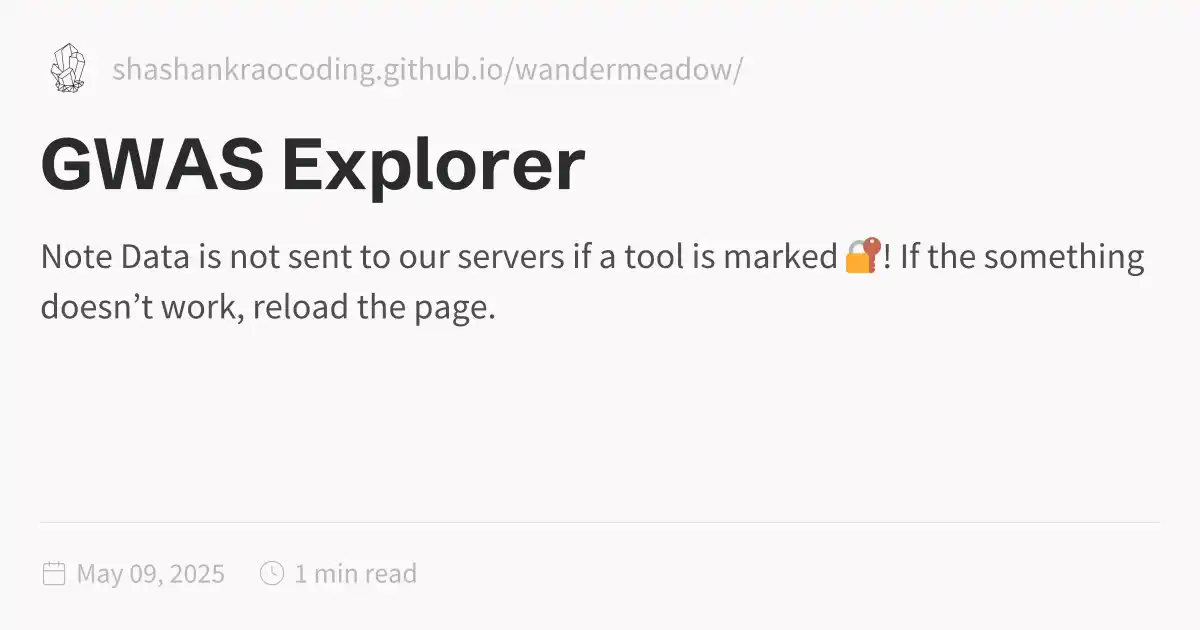 shashankraocoding.github.io/wandermeadow/
GWAS Explorer
Note Data is not sent to our servers if a tool is marked 🔐! If the something
doesn’t work, reload the page.
May 09, 2025 1 min read